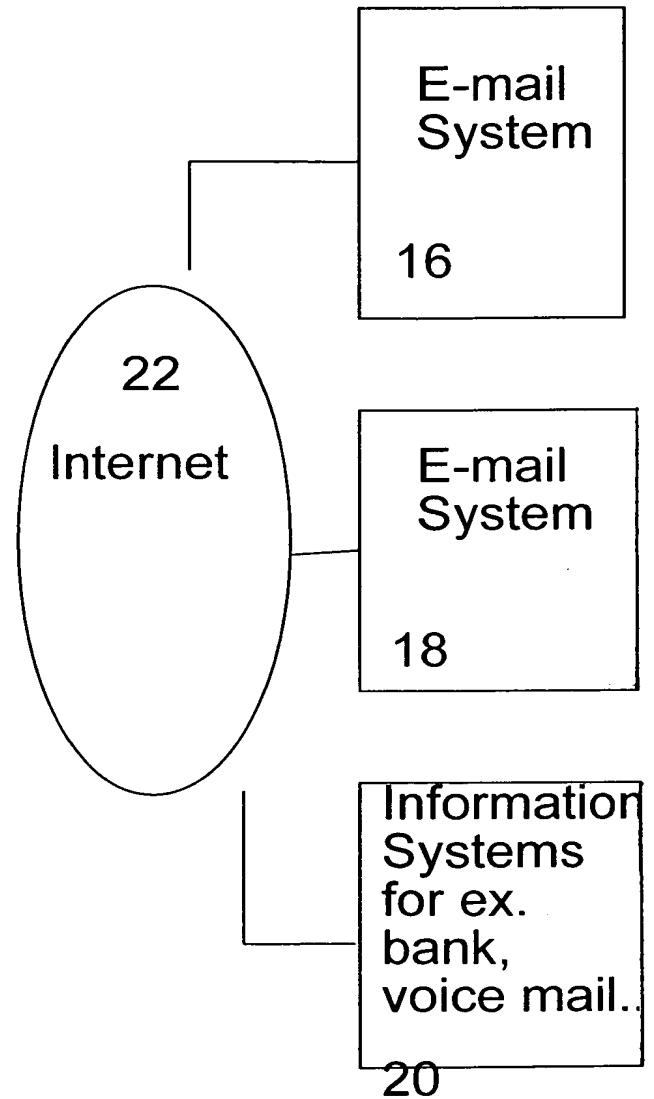 E-mail
System
16
22
Internet
E-mail
System
18
Information
Systems
for ex.
bank,
voice mail..
20